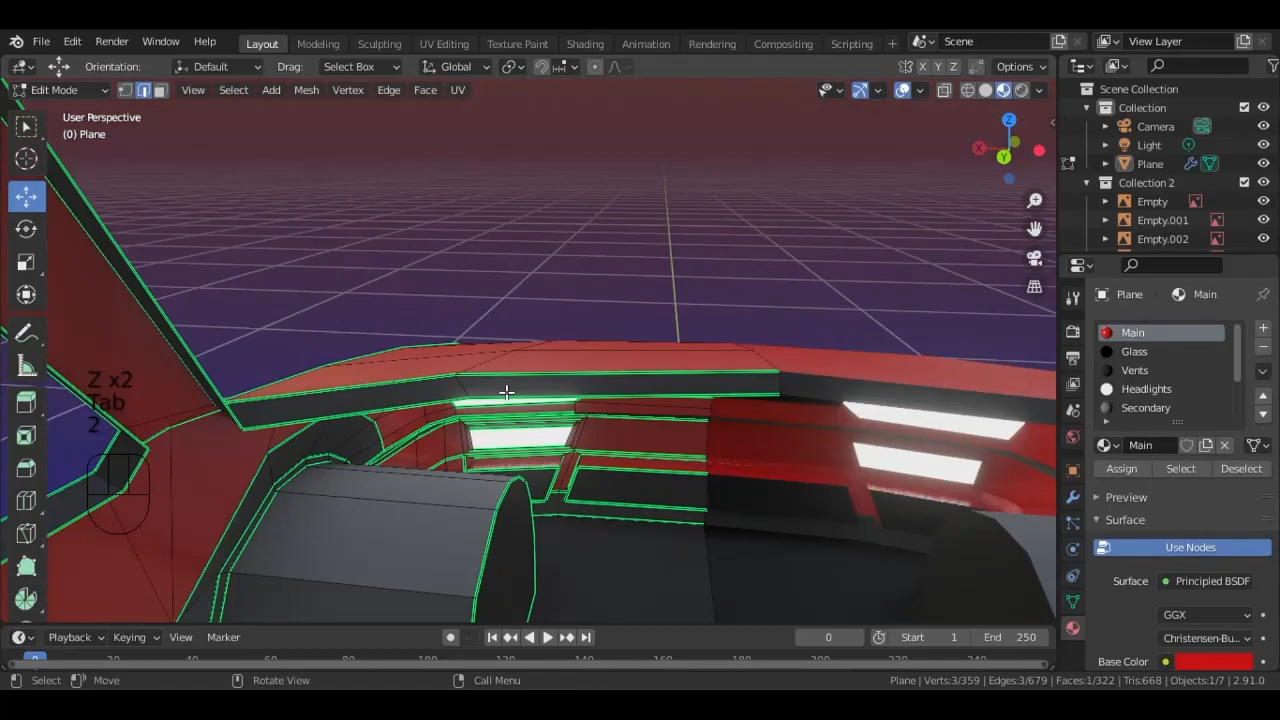 File Edit Render Window Help Layout Modeling Sculpting UV Editing Texture Paint Shading Animation Rendering Compositing Scripting + Scene View Layer
Orientation: Default Drag: Select Box Global X Y Z Options
Edit Mode View Select Add Mesh Vertex Edge Face UV
User Perspective
(0) Plane
Z
X
Y
Z x2
Tab
2
Scene Collection
Collection
Camera
Light
Plane
Collection 2
Empty
Empty.001
Empty.002
Plane Main
Main
Glass
Vents
Headlights
Secondary
Main
Assign Select Deselect
Preview
Surface
Use Nodes
Surface Principled BSDF
GGX
Christensen-Bu...
Base Color
Playback Keying View Marker 0 Start 1 End 250
0
Select Move Rotate View Call Menu Plane | Verts:3/359 | Edges:3/679 | Faces:1/322 | Tris:668 | Objects:1/7 | 2.91.0